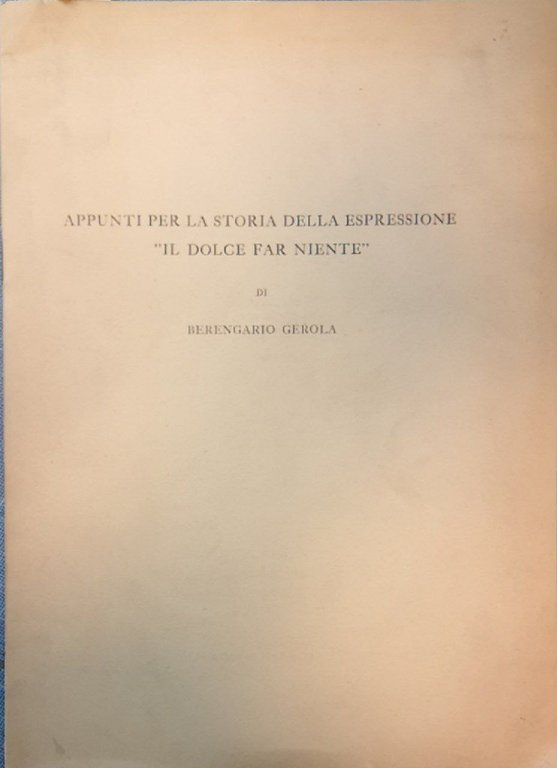 APPUNTI PER LA STORIA DELLA ESPRESSIONE
"IL DOLCE FAR NIENTE"
DI
BERENGARIO GEROLA